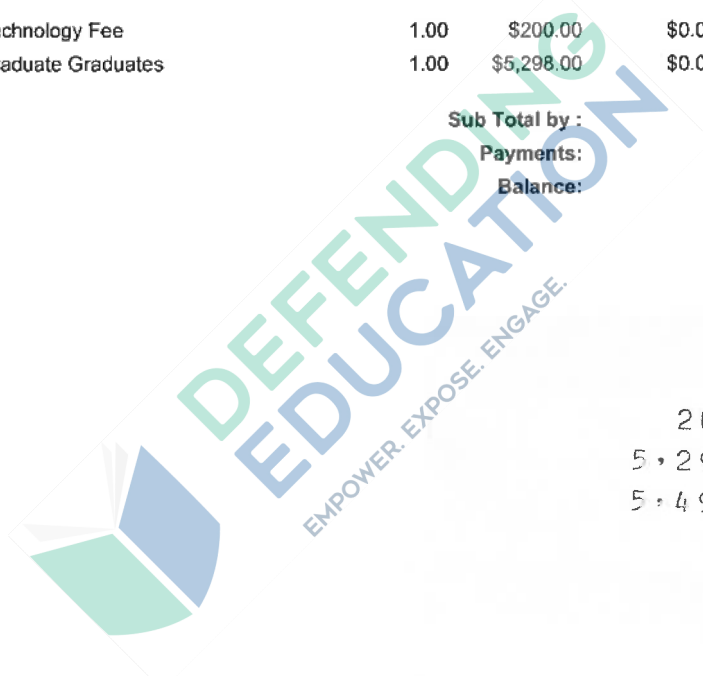 chnology Fee 1.00 $200.00 $0.0
aduate Graduates 1.00 $5,298.00 $0.0
Sub Total by :
Payments:
Balance:
DEFENDING
EDUCATION
EMPOWER. EXPOSE. ENGAGE.
2
5,29
5,49